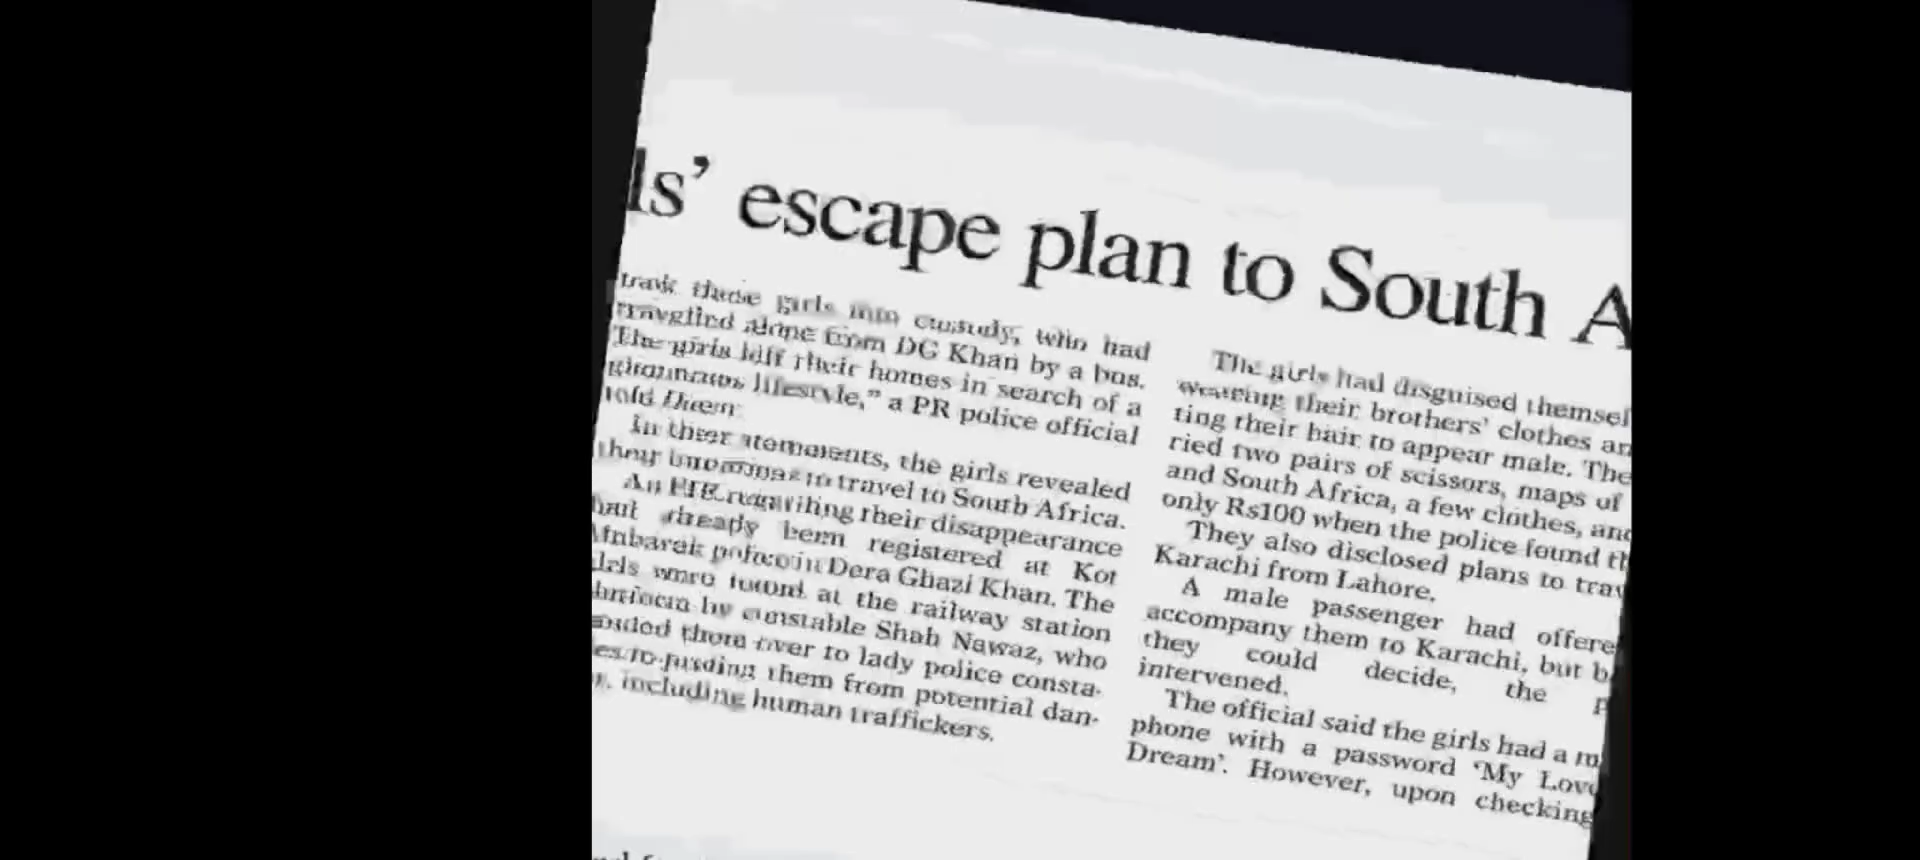 ls’ escape plan to South A
girls into custody, who had
alone from DG Khan by a bus.
The girls left their homes in search of a
lifestyle,” a PR police official
told Dawn.
In their statements, the girls revealed
their to travel to South Africa.
An FIR regarding their disappearance
had already been registered at Kot
Mubarak police in Dera Ghazi Khan. The
were found at the railway station
by constable Shah Nawaz, who
them over to lady police consta-
them from potential dan-
including human traffickers.
The girls had disguised themsel
wearing their brothers’ clothes an
ting their hair to appear male. The
ried two pairs of scissors, maps of
and South Africa, a few clothes, and
only Rs100 when the police found th
They also disclosed plans to trav
Karachi from Lahore.
A male passenger had offere
accompany them to Karachi, but b
they could decide, the p
intervened.
The official said the girls had a m
phone with a password ‘My Love
Dream’. However, upon checking